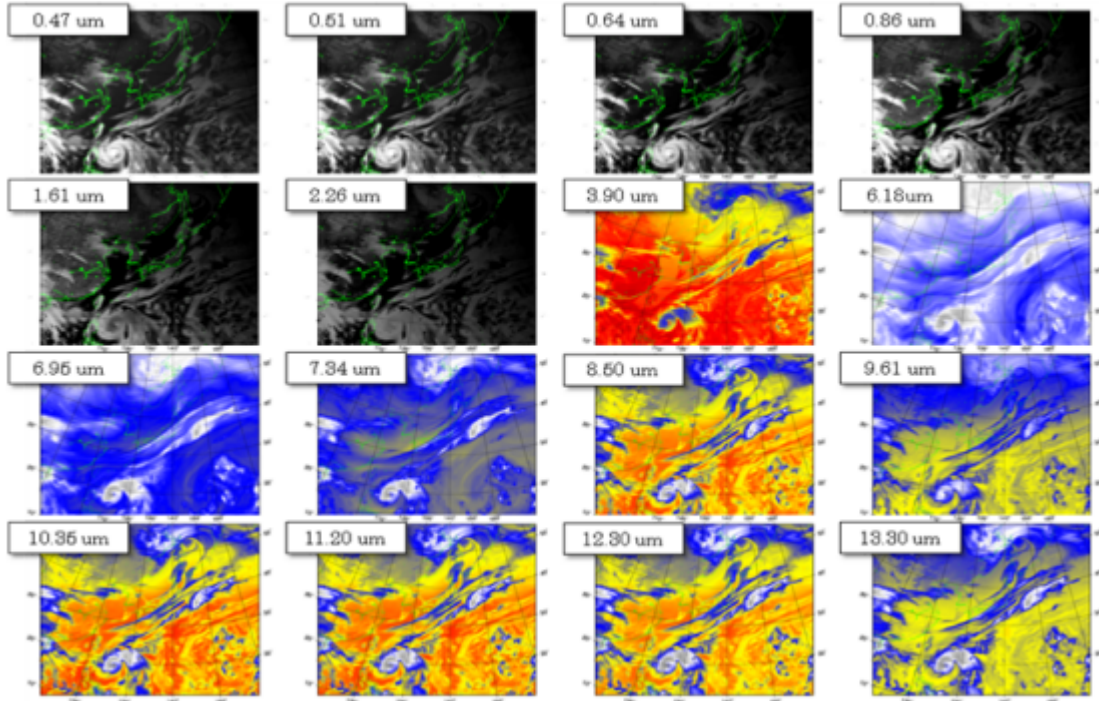 0.47 um
0.51 um
0.64 um
0.86 um
1.61 um
2.26 um
3.90 um
6.18um
6.95 um
7.34 um
8.50 um
9.61 um
10.35 um
11.20 um
12.30 um
13.30 um